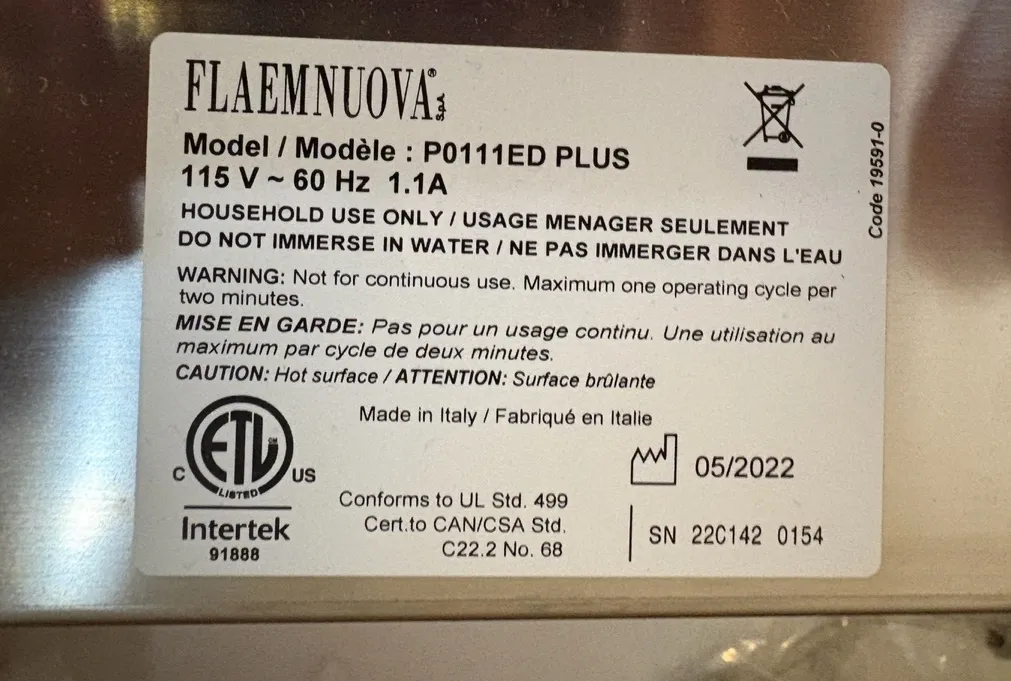 FLAEMNUOVA® S.p.A.
Model / Modèle : P0111ED PLUS
115 V ~ 60 Hz 1.1A
HOUSEHOLD USE ONLY / USAGE MENAGER SEULEMENT
DO NOT IMMERSE IN WATER / NE PAS IMMERGER DANS L'EAU
WARNING: Not for continuous use. Maximum one operating cycle per
two minutes.
MISE EN GARDE: Pas pour un usage continu. Une utilisation au
maximum par cycle de deux minutes.
CAUTION: Hot surface / ATTENTION: Surface brûlante
Made in Italy / Fabriqué en Italie
C ETL US
LISTED
Intertek
91888
Conforms to UL Std. 499
Cert.to CAN/CSA Std.
C22.2 No. 68
05/2022
SN 22C142 0154
Code 19591-0